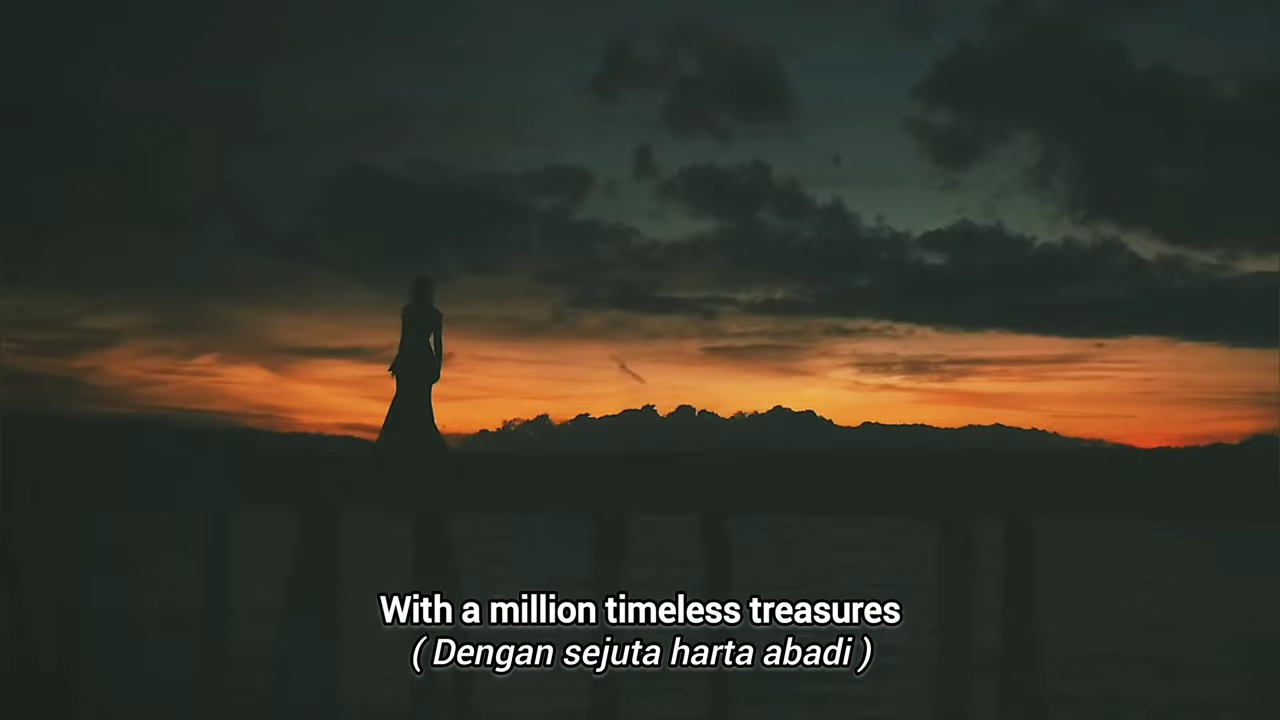 With a million timeless treasures
( Dengan sejuta harta abadi )